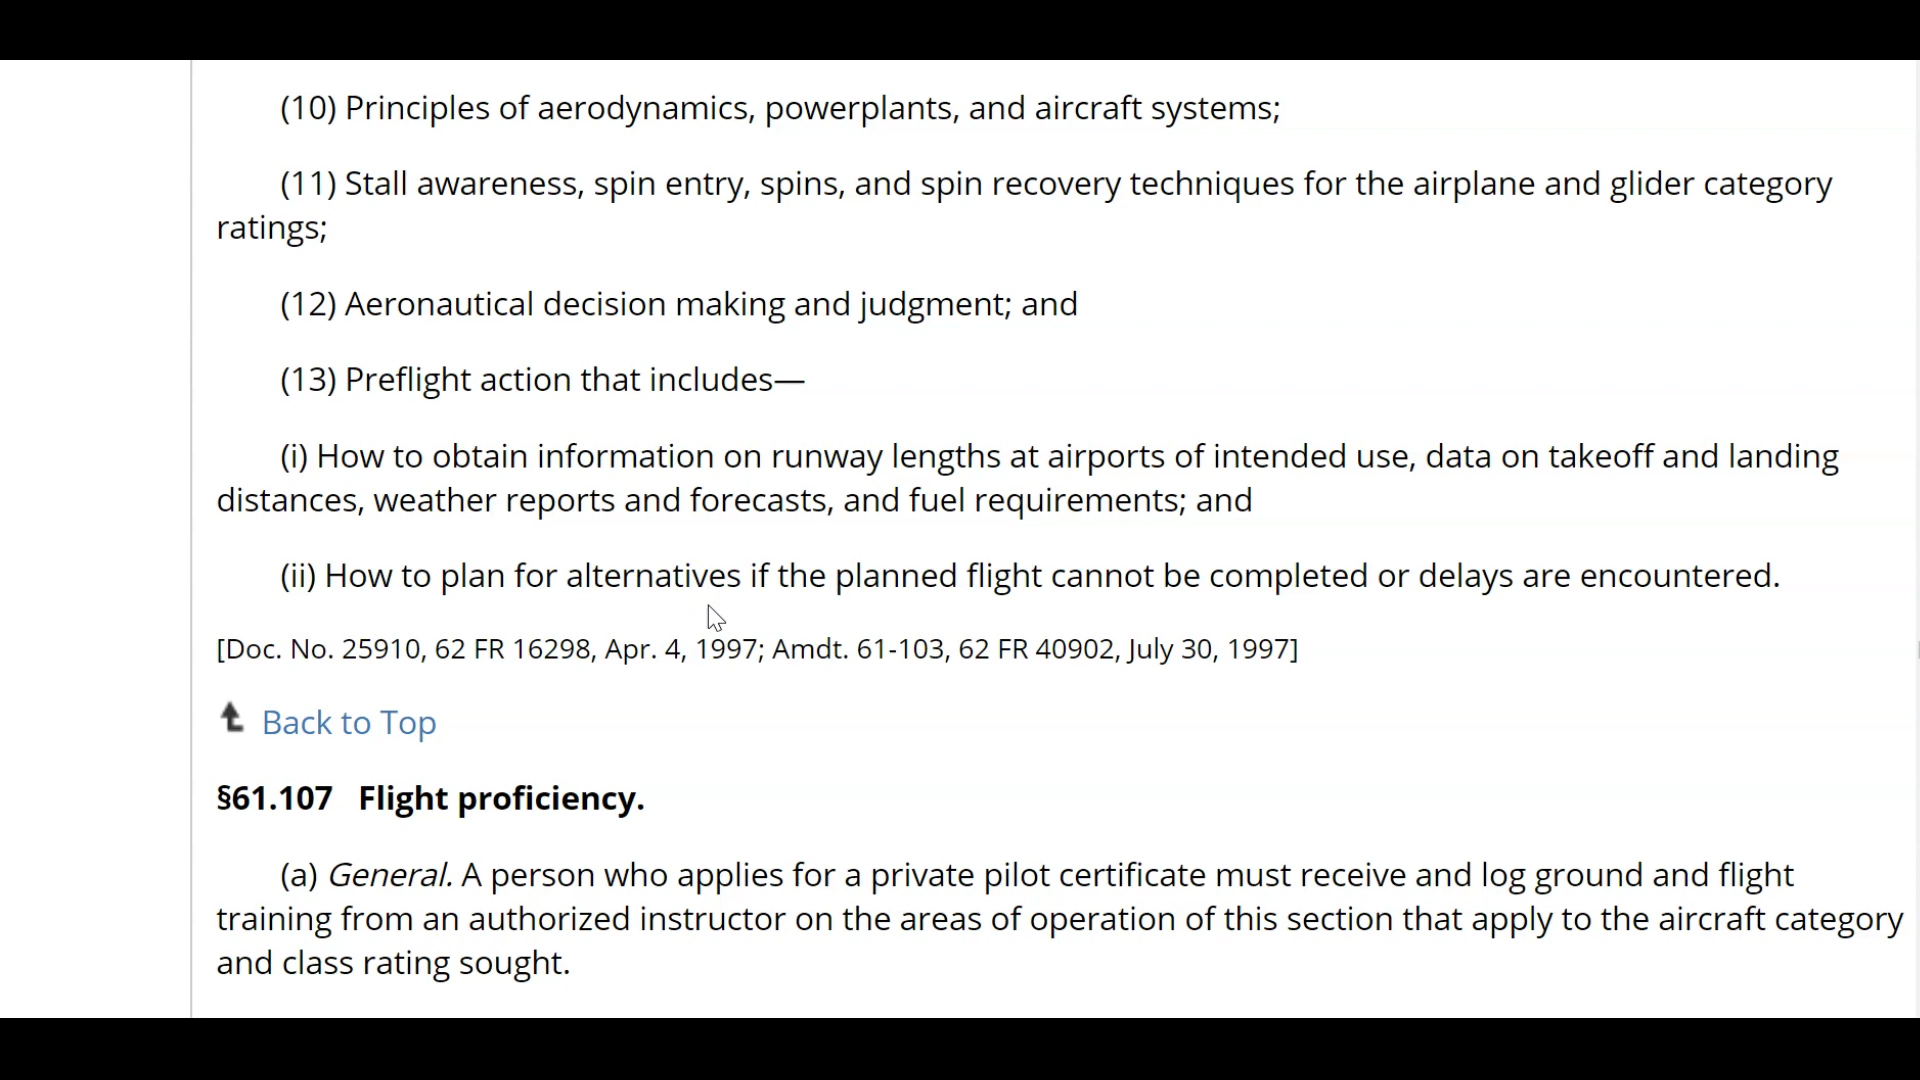 (10) Principles of aerodynamics, powerplants, and aircraft systems;
(11) Stall awareness, spin entry, spins, and spin recovery techniques for the airplane and glider category
ratings;
(12) Aeronautical decision making and judgment; and
(13) Preflight action that includes—
(i) How to obtain information on runway lengths at airports of intended use, data on takeoff and landing
distances, weather reports and forecasts, and fuel requirements; and
(ii) How to plan for alternatives if the planned flight cannot be completed or delays are encountered.
[Doc. No. 25910, 62 FR 16298, Apr. 4, 1997; Amdt. 61-103, 62 FR 40902, July 30, 1997]
Back to Top
§61.107 Flight proficiency.
(a) General. A person who applies for a private pilot certificate must receive and log ground and flight
training from an authorized instructor on the areas of operation of this section that apply to the aircraft category
and class rating sought.